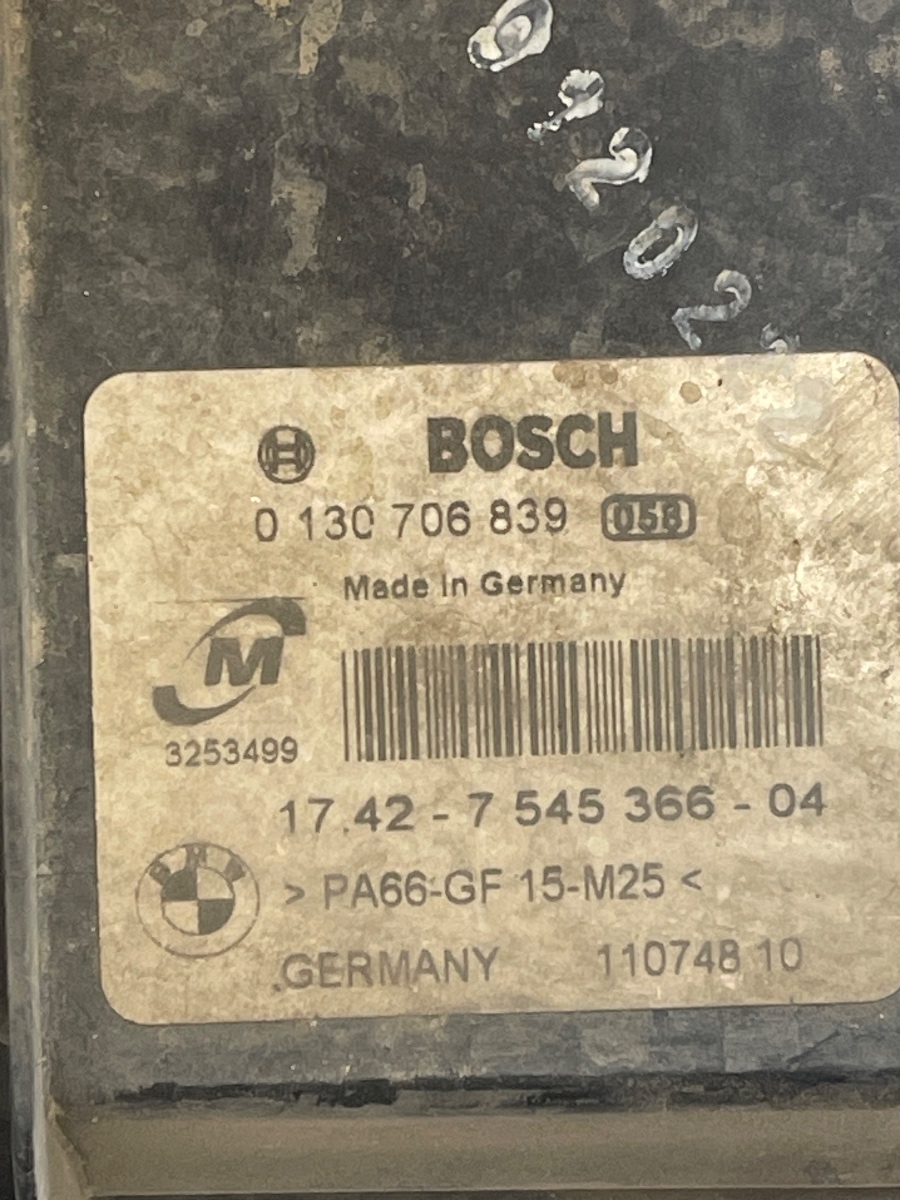 BOSCH
0 130 706 839 058
Made in Germany
M
3253499
17.42 - 7 545 366 - 04
BMW
> PA66-GF 15-M25 <
GERMANY 110748 10